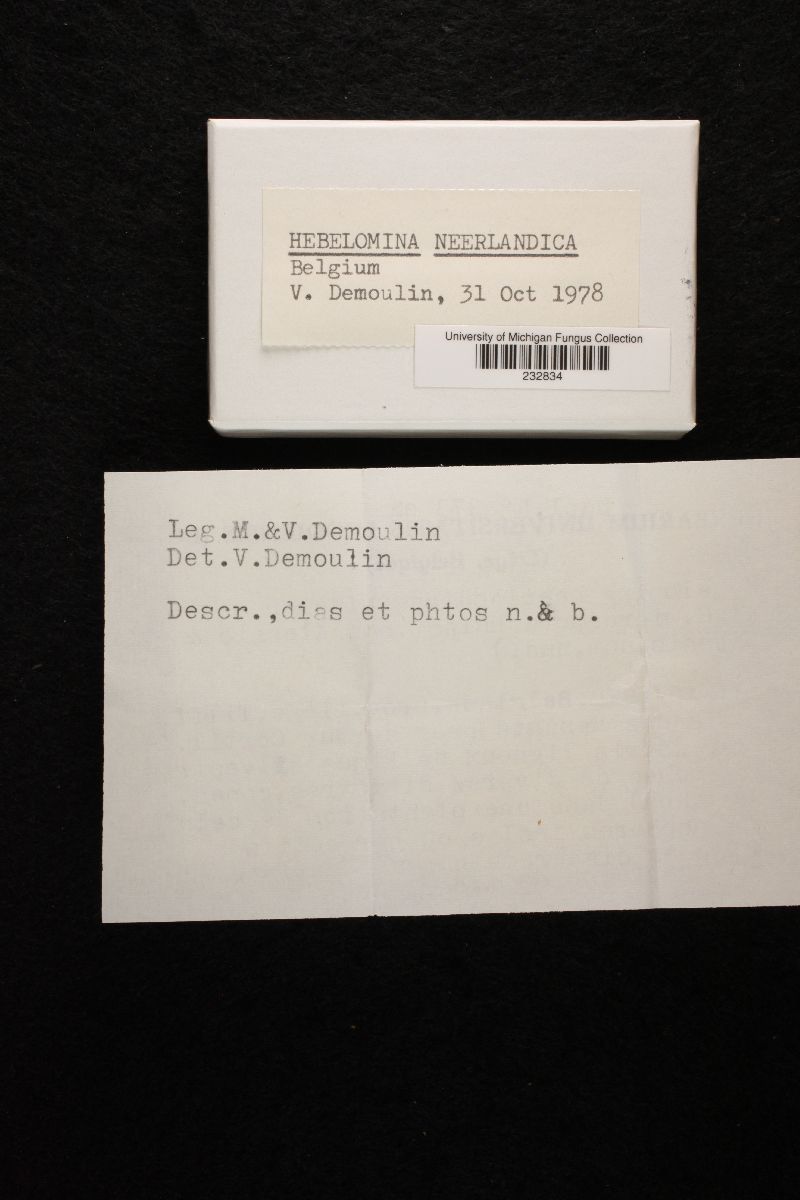 HEBELOMINA NEERLANDICA
Belgium
V. Demoulin, 31 Oct 1978
University of Michigan Fungus Collection
232834
Leg.M.&V.Demoulin
Det.V.Demoulin
Descr.,dias et phtos n.& b.